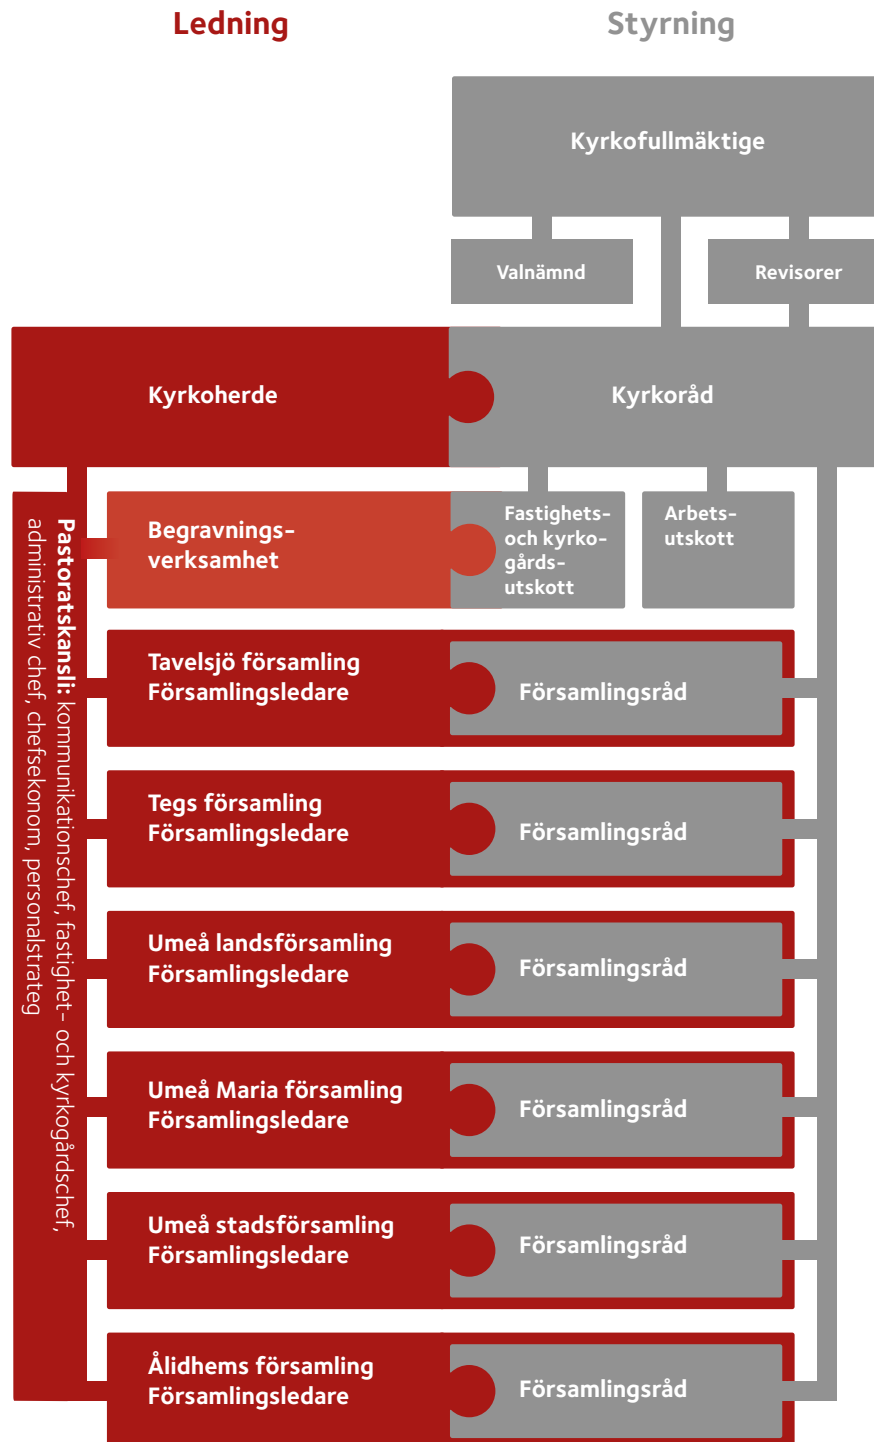 Ledning
Styrning
Kyrkofullmäktige
Valnämnd
Revisorer
Kyrkoherde
Kyrkoråd
Pastoratskansli: kommunikationschef, fastighet- och kyrkogårdschef,
administrativ chef, chefsekonom, personalstrateg
Begravnings-
verksamhet
Fastighets-
och kyrko-
gårds-
utskott
Arbets-
utskott
Tavelsjö församling
Församlingsledare
Församlingsråd
Tegs församling
Församlingsledare
Församlingsråd
Umeå landsförsamling
Församlingsledare
Församlingsråd
Umeå Maria församling
Församlingsledare
Församlingsråd
Umeå stadsförsamling
Församlingsledare
Församlingsråd
Ålidhems församling
Församlingsledare
Församlingsråd